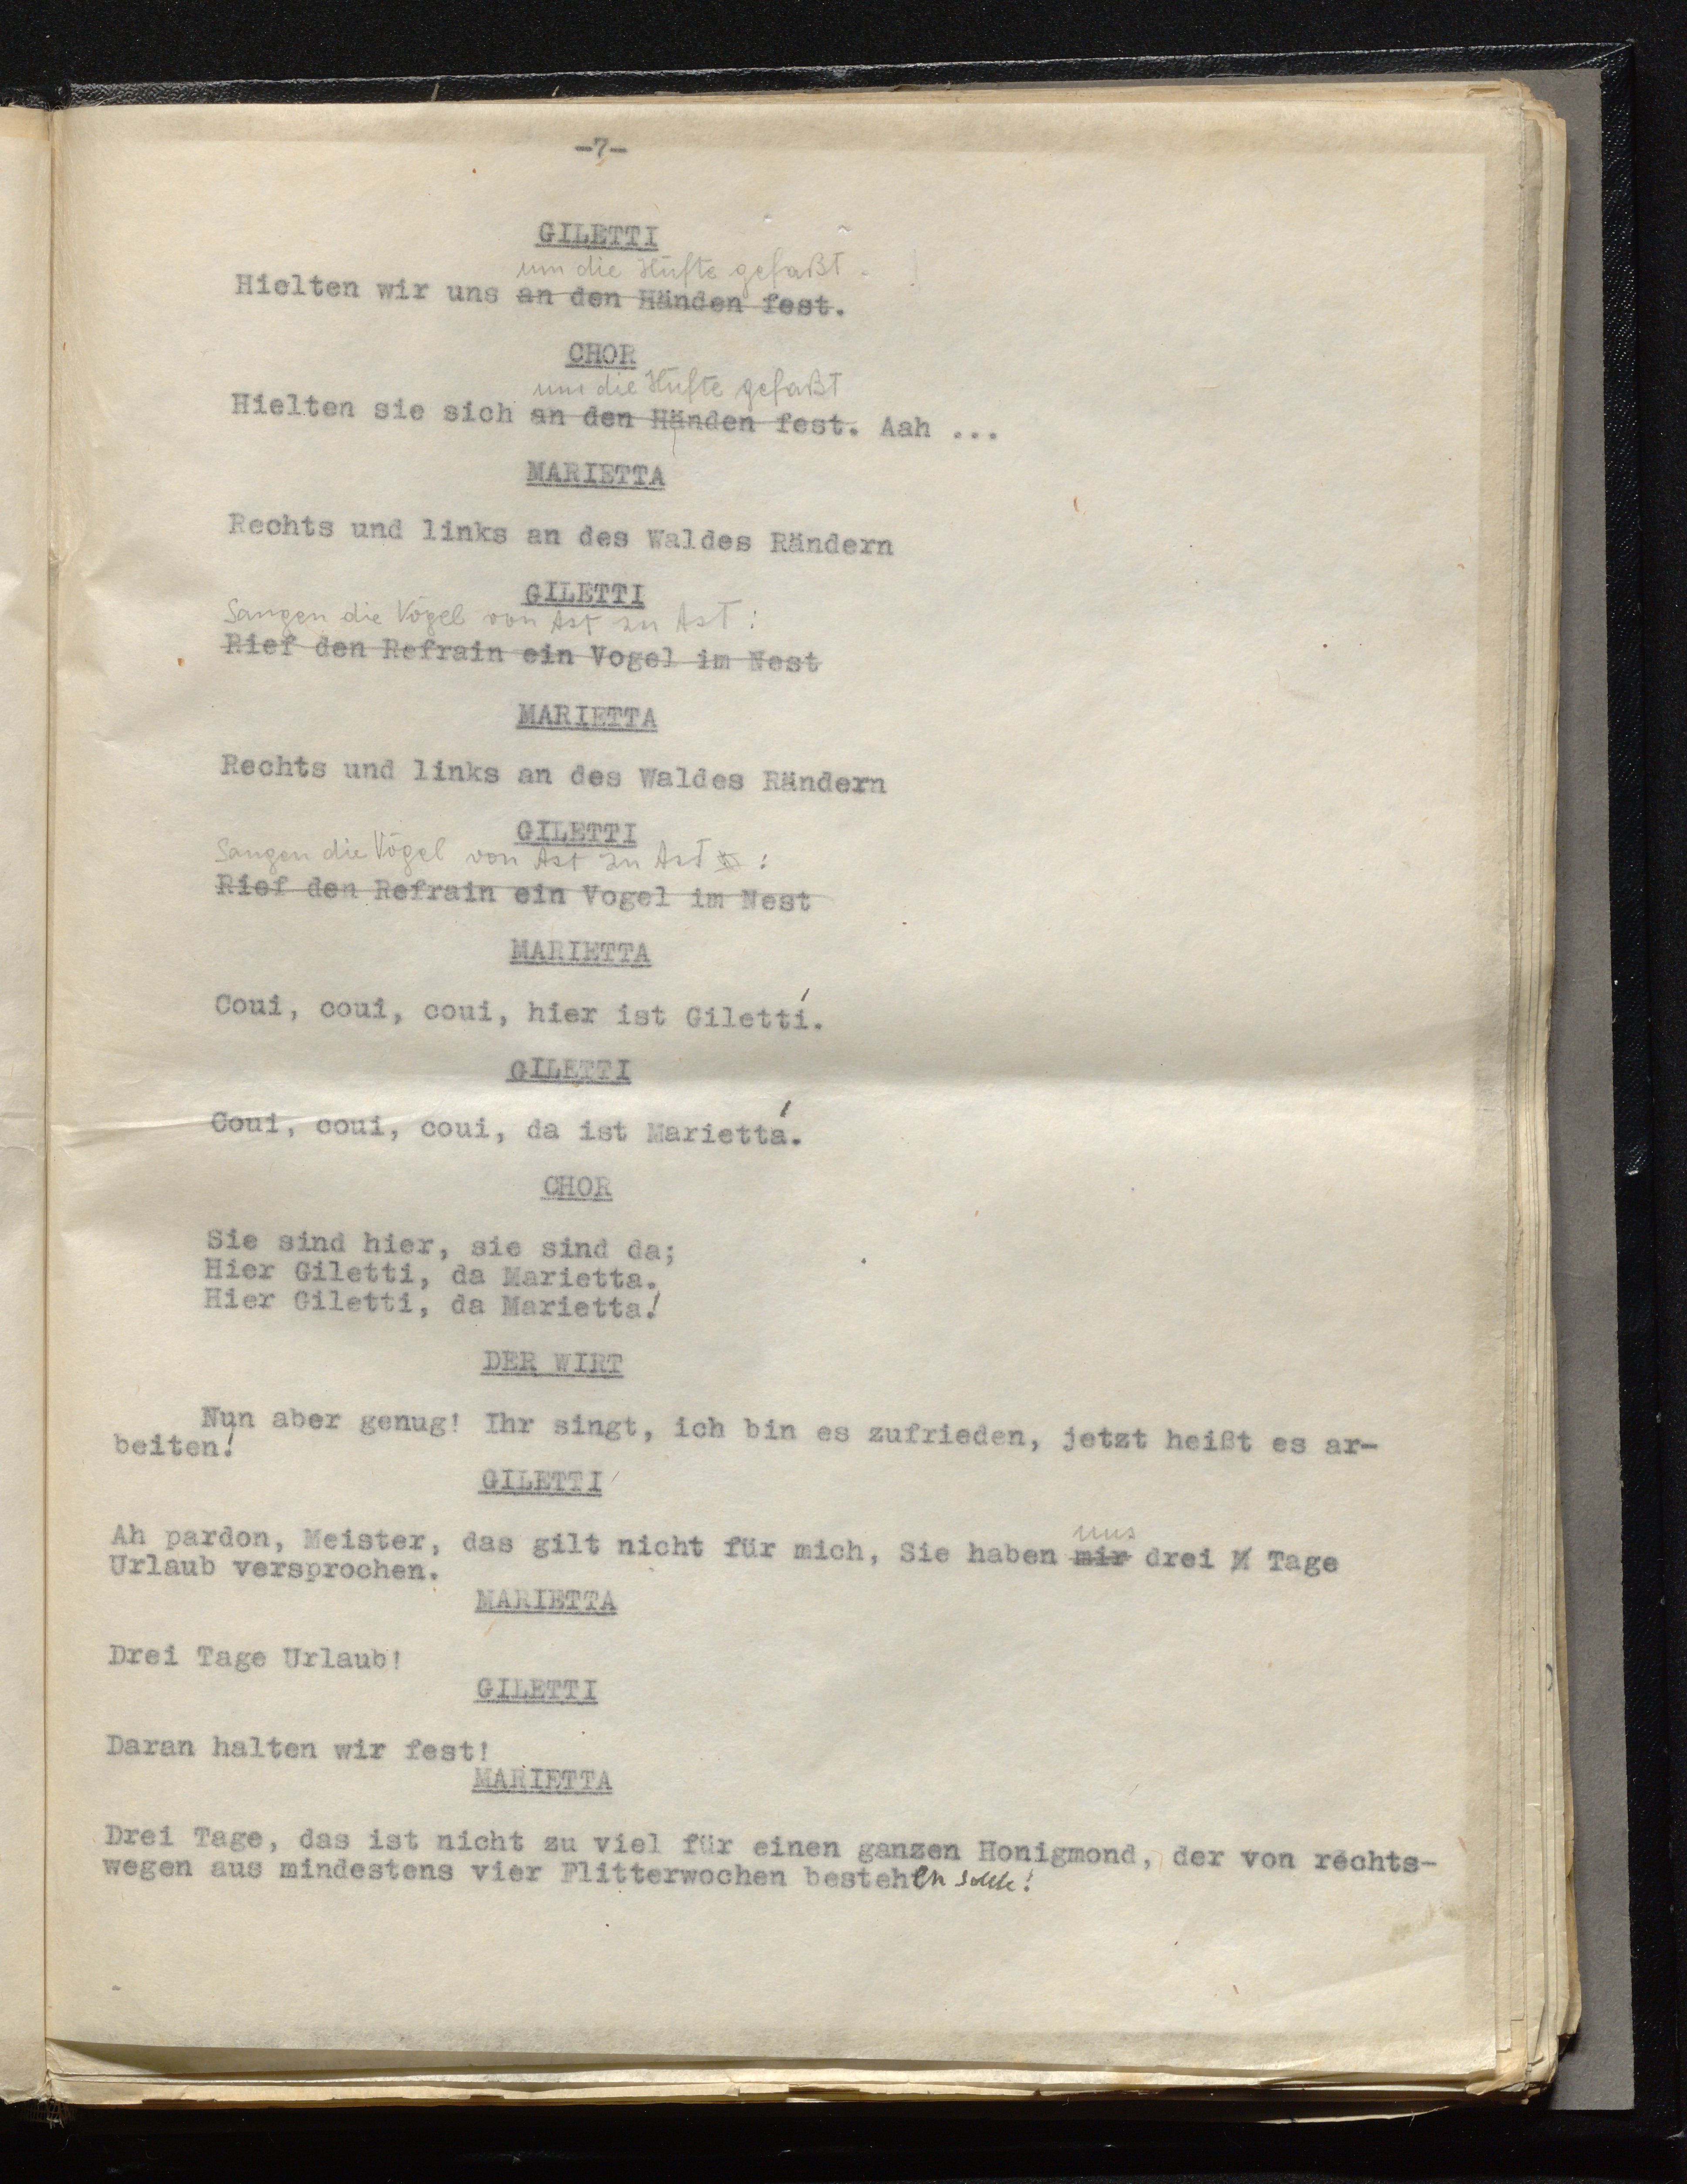 -7-
GILETTI
um die Hüfte gefaßt. !
Hielten wir uns an den Händen fest.
CHOR
um die Hüfte gefaßt
Hielten sie sich an den Händen fest. Aah ...
MARIETTA
Rechts und links an des Waldes Rändern
GILETTI
Sangen die Vögel von Ast zu Ast:
Rief den Refrain ein Vogel im Nest
MARIETTA
Rechts und links an des Waldes Rändern
GILETTI
Sangen die Vögel von Ast zu Ast :
Rief den Refrain ein Vogel im Nest
MARIETTA
Coui, coui, coui, hier ist Giletti.
GILETTI
Coui, coui, coui, da ist Marietta.
CHOR
Sie sind hier, sie sind da;
Hier Giletti, da Marietta.
Hier Giletti, da Marietta!
DER WIRT
Nun aber genug! Ihr singt, ich bin es zufrieden, jetzt heißt es ar-
beiten!
GILETTI
uns
Ah pardon, Meister, das gilt nicht für mich, Sie haben mir drei M Tage
Urlaub versprochen.
MARIETTA
Drei Tage Urlaub!
GILETTI
Daran halten wir fest!
MARIETTA
Drei Tage, das ist nicht zu viel für einen ganzen Honigmond, der von rechts-
wegen aus mindestens vier Flitterwochen bestehen sollte!